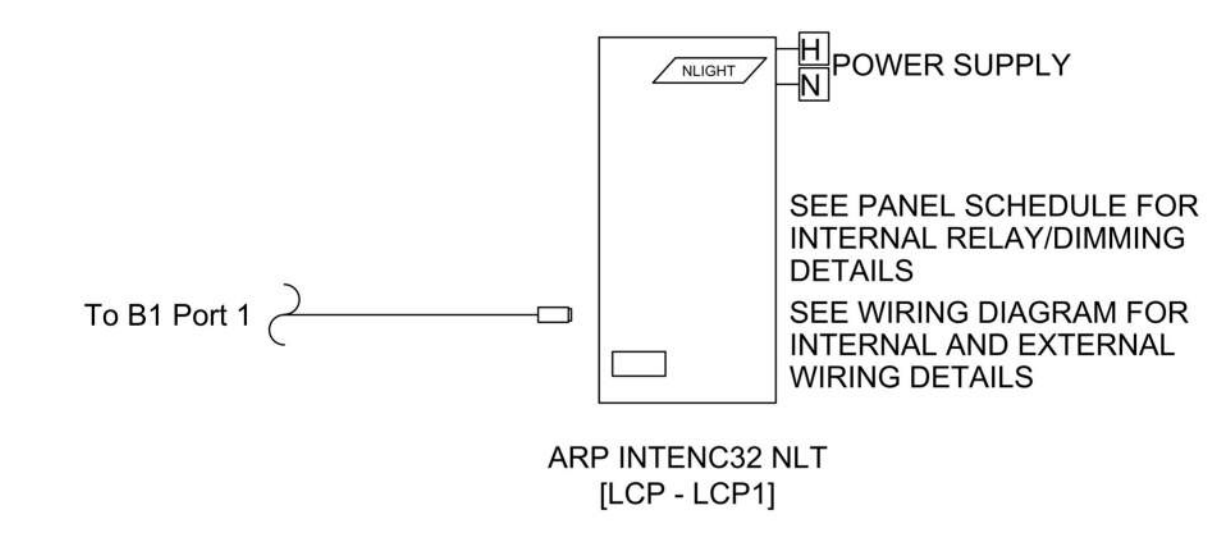 NLIGHT
H
N
POWER SUPPLY
SEE PANEL SCHEDULE FOR
INTERNAL RELAY/DIMMING
DETAILS
SEE WIRING DIAGRAM FOR
INTERNAL AND EXTERNAL
WIRING DETAILS
To B1 Port 1
ARP INTENC32 NLT
[LCP - LCP1]